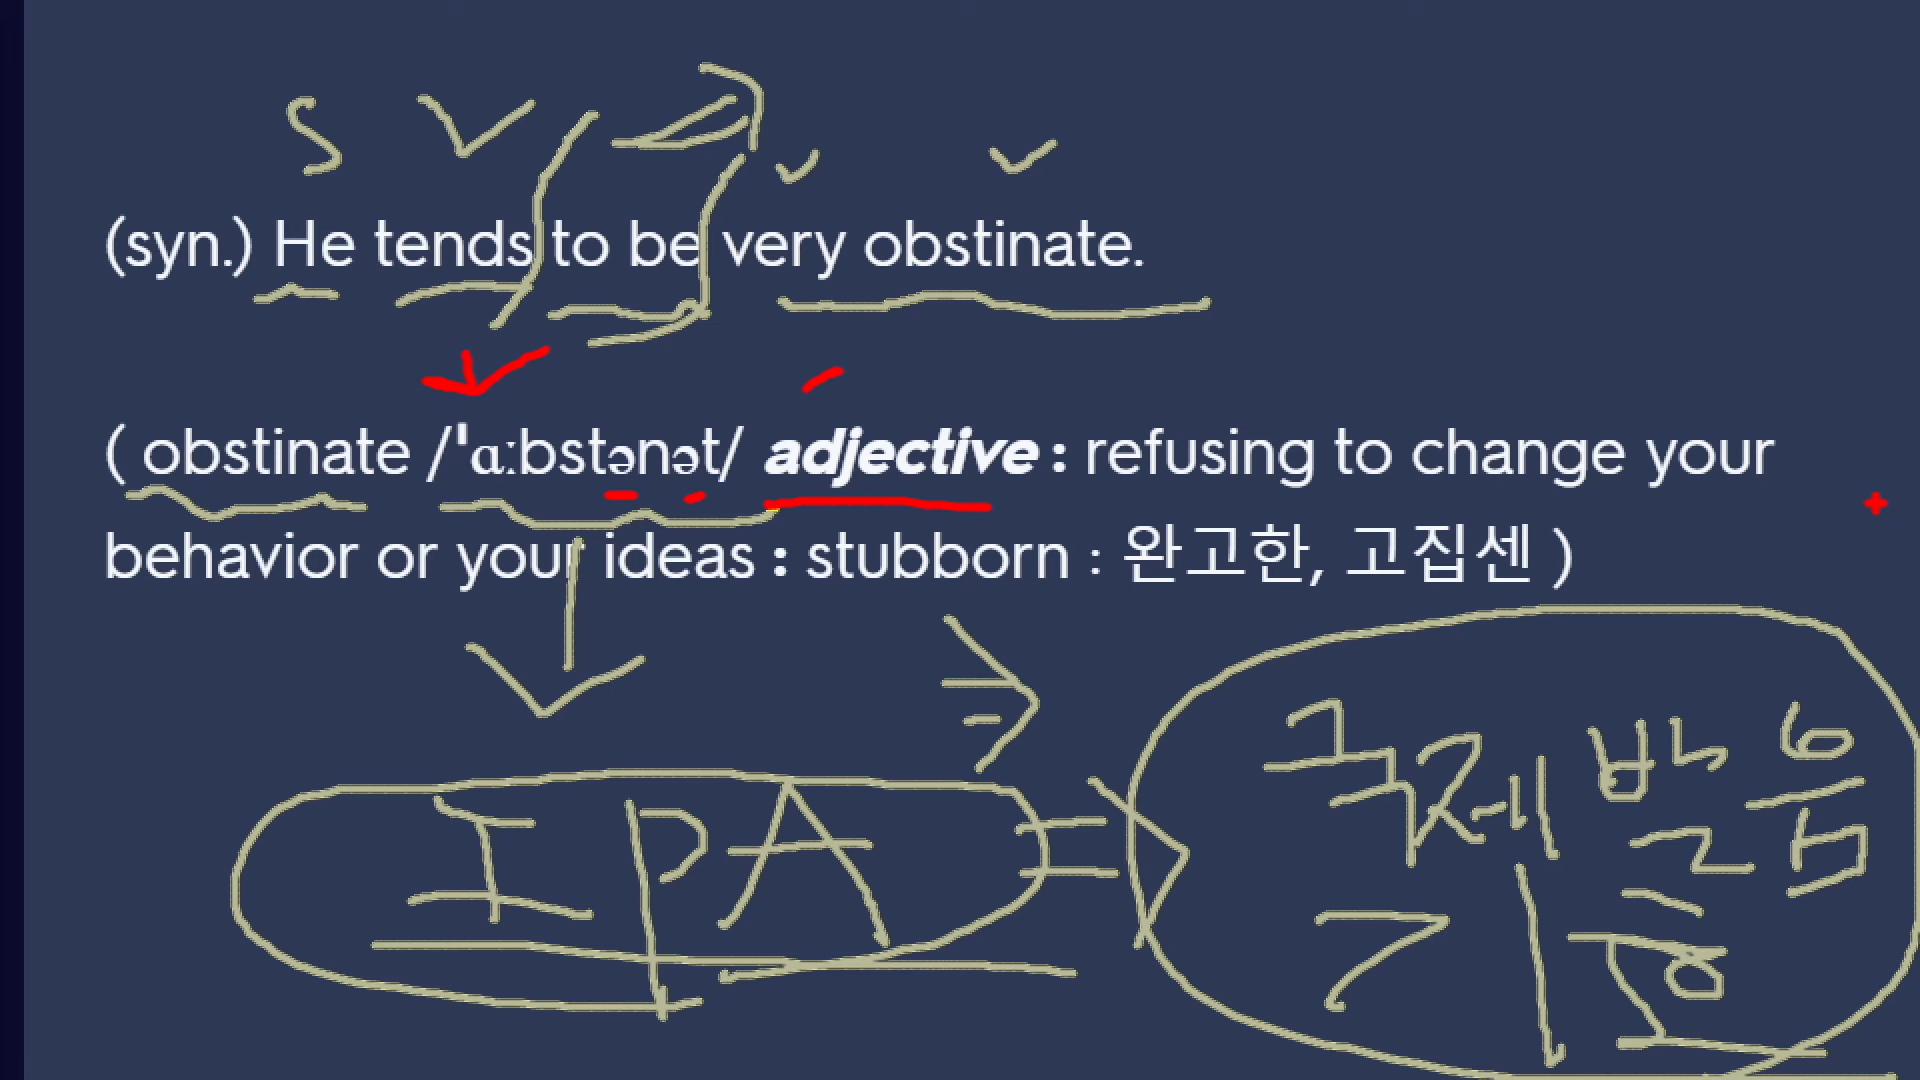 S V
(syn.) He tends to be very obstinate.
( obstinate /ˈɑːbstənət/ adjective : refusing to change your
behavior or your ideas : stubborn : 완고한, 고집센 )
IPA
국제 발음
기호